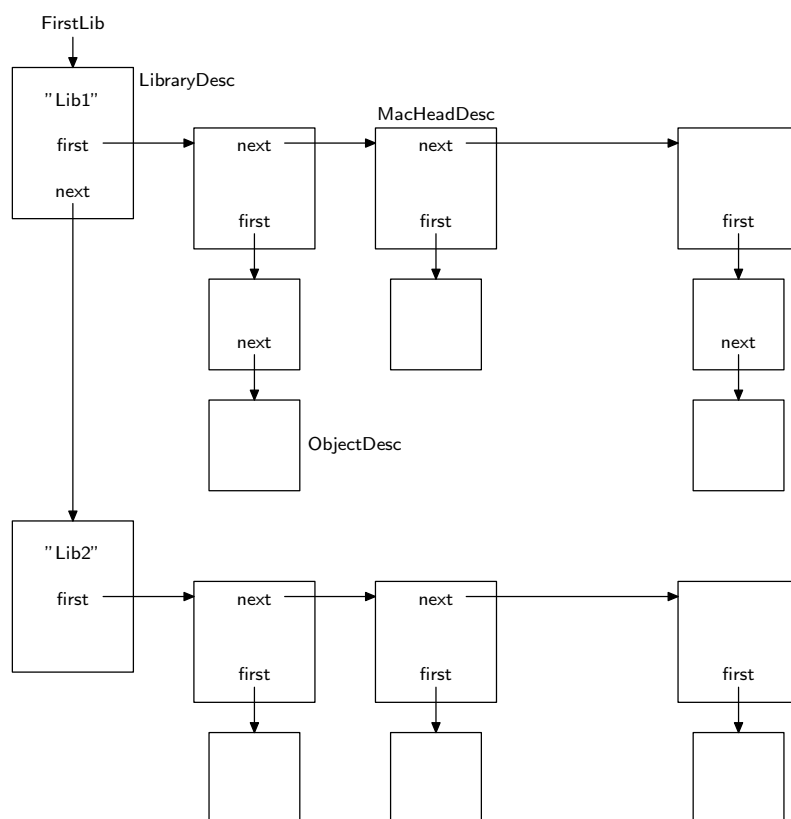 FirstLib
LibraryDesc
"Lib1"
MacHeadDesc
first next next
next
first first first
next next
ObjectDesc
"Lib2"
first next next
first first first